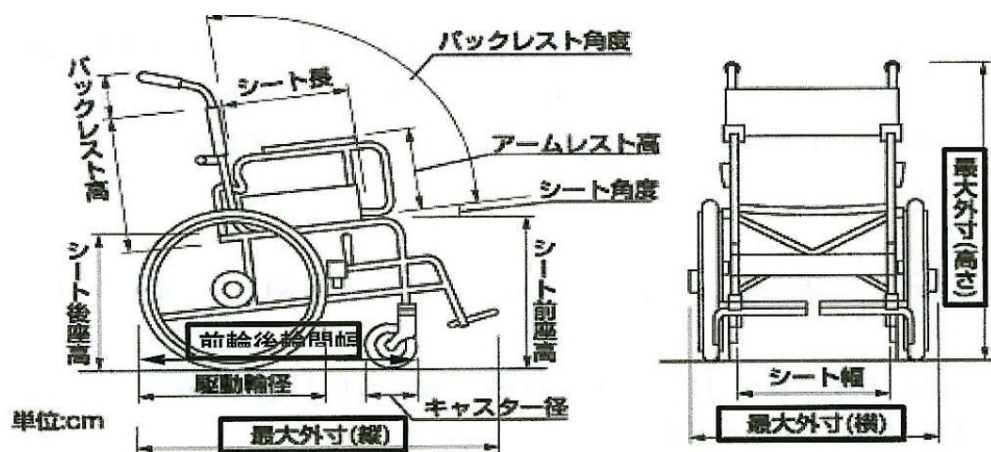 バックレスト角度
シート長
バックレスト高
アームレスト高
シート角度
シート後座高
シート前座高
前輪後輪間幅
駆動輪径
キャスター径
単位:cm
最大外寸(縦)
最大外寸(高さ)
シート幅
最大外寸(横)